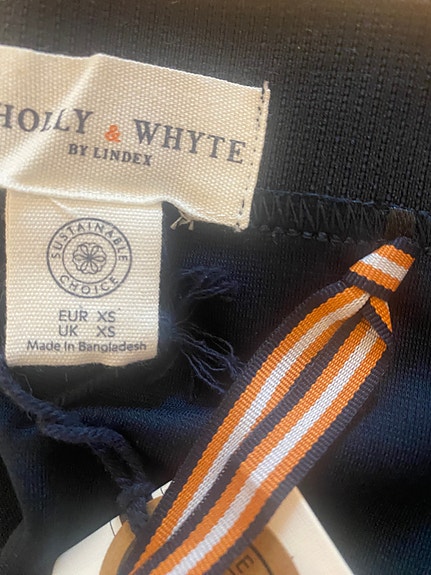 HOLLY & WHYTE
BY LINDEX
SUSTAINABLE
CHOICE
EUR XS
UK XS
Made In Bangladesh